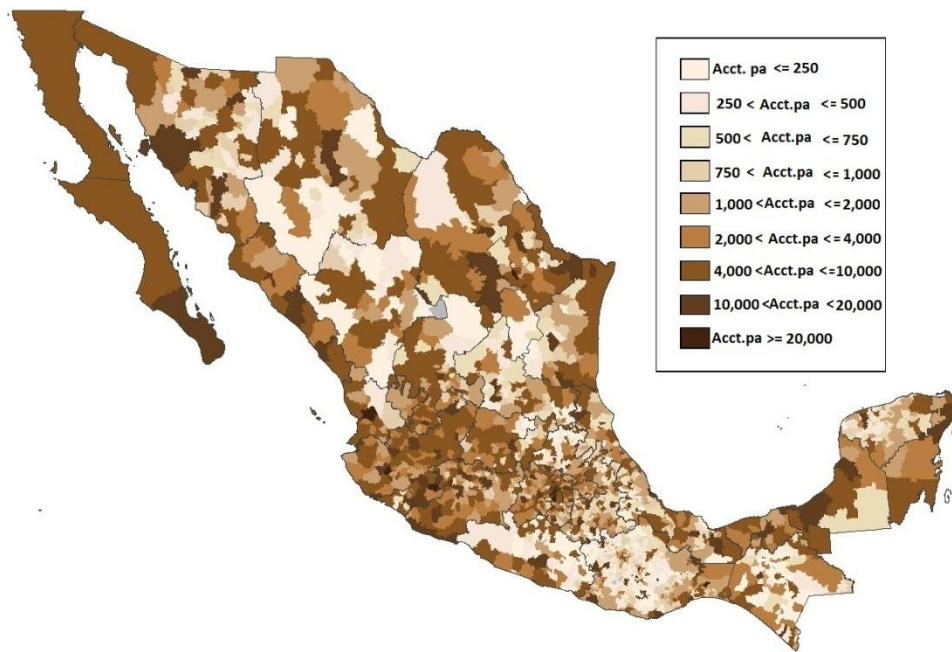 Acct. pa <= 250
250 < Acct.pa <= 500
500 < Acct.pa <= 750
750 < Acct.pa <= 1,000
1,000 <Acct.pa <= 2,000
2,000 < Acct.pa <= 4,000
4,000 <Acct.pa <=10,000
10,000 <Acct.pa < 20,000
Acct.pa >= 20,000